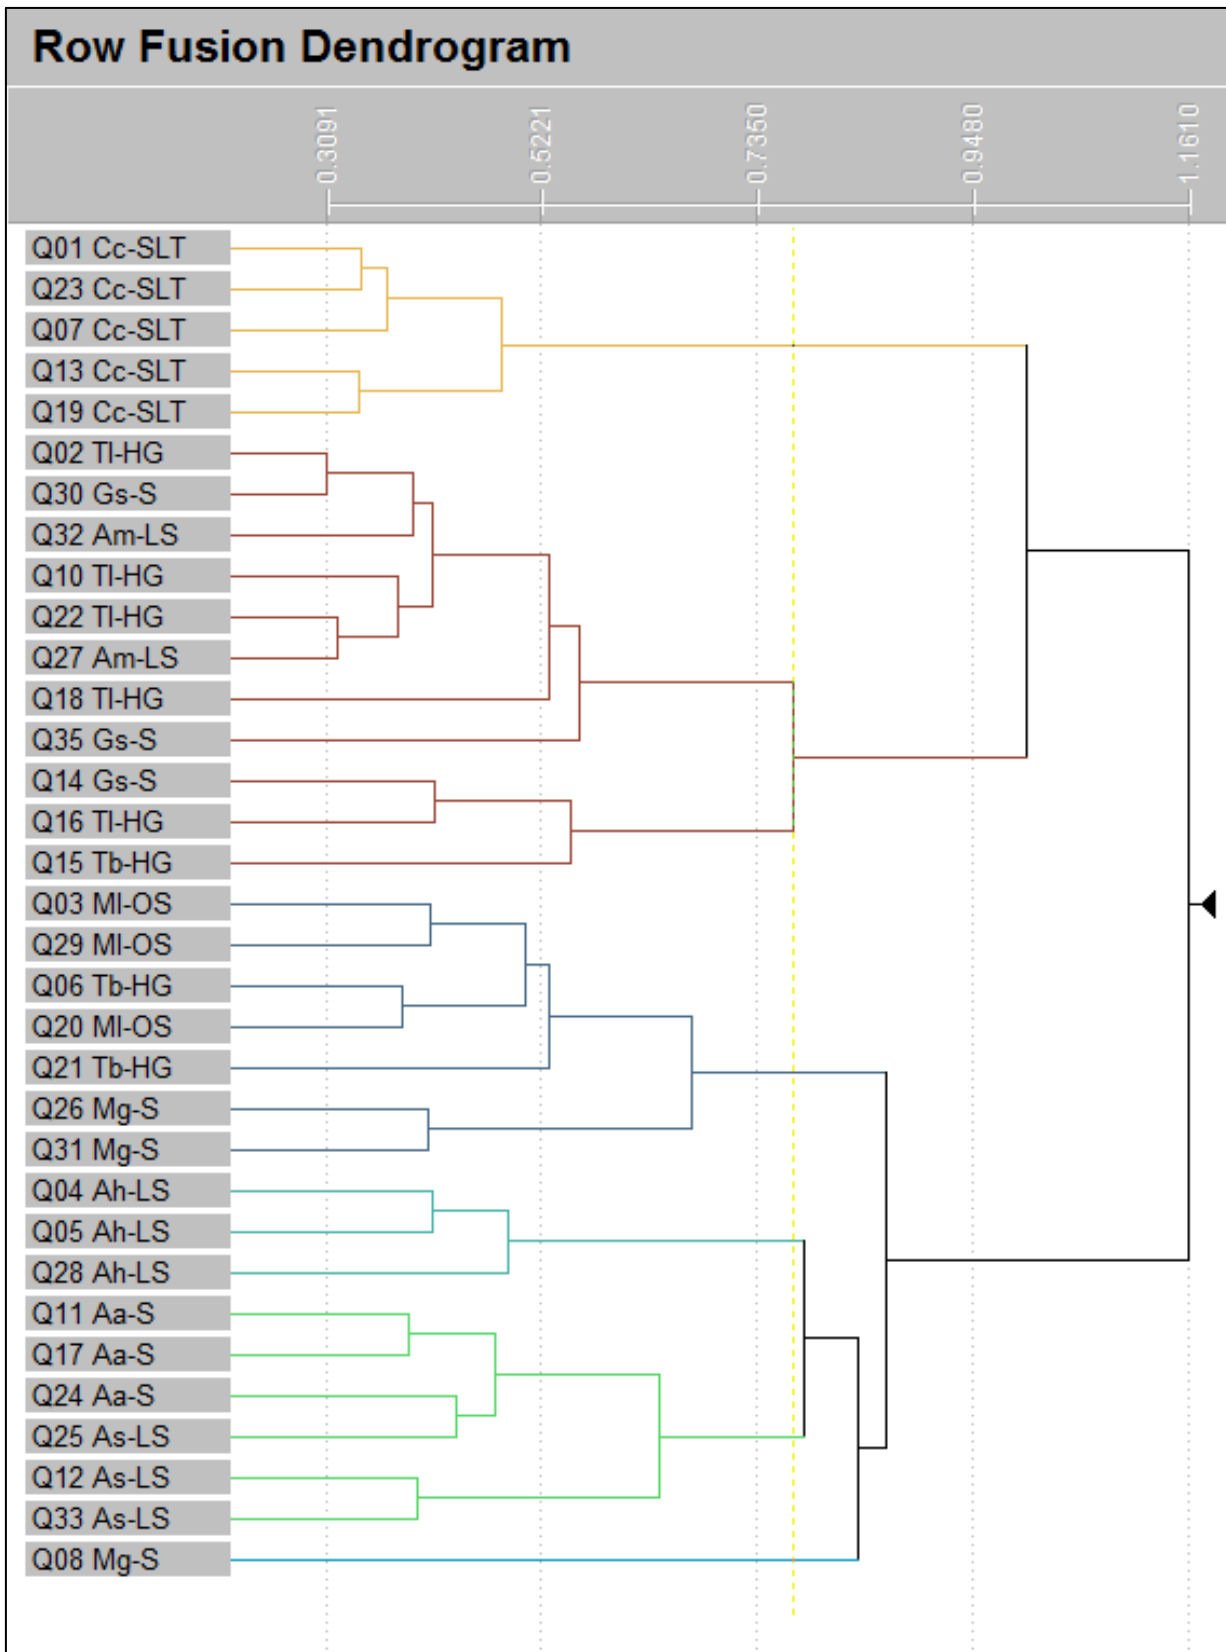 Row Fusion Dendrogram
0.3091
0.5221
0.7350
0.9480
1.1610
Q01 Cc-SLT
Q23 Cc-SLT
Q07 Cc-SLT
Q13 Cc-SLT
Q19 Cc-SLT
Q02 Tl-HG
Q30 Gs-S
Q32 Am-LS
Q10 Tl-HG
Q22 Tl-HG
Q27 Am-LS
Q18 Tl-HG
Q35 Gs-S
Q14 Gs-S
Q16 Tl-HG
Q15 Tb-HG
Q03 Ml-OS
Q29 Ml-OS
Q06 Tb-HG
Q20 Ml-OS
Q21 Tb-HG
Q26 Mg-S
Q31 Mg-S
Q04 Ah-LS
Q05 Ah-LS
Q28 Ah-LS
Q11 Aa-S
Q17 Aa-S
Q24 Aa-S
Q25 As-LS
Q12 As-LS
Q33 As-LS
Q08 Mg-S